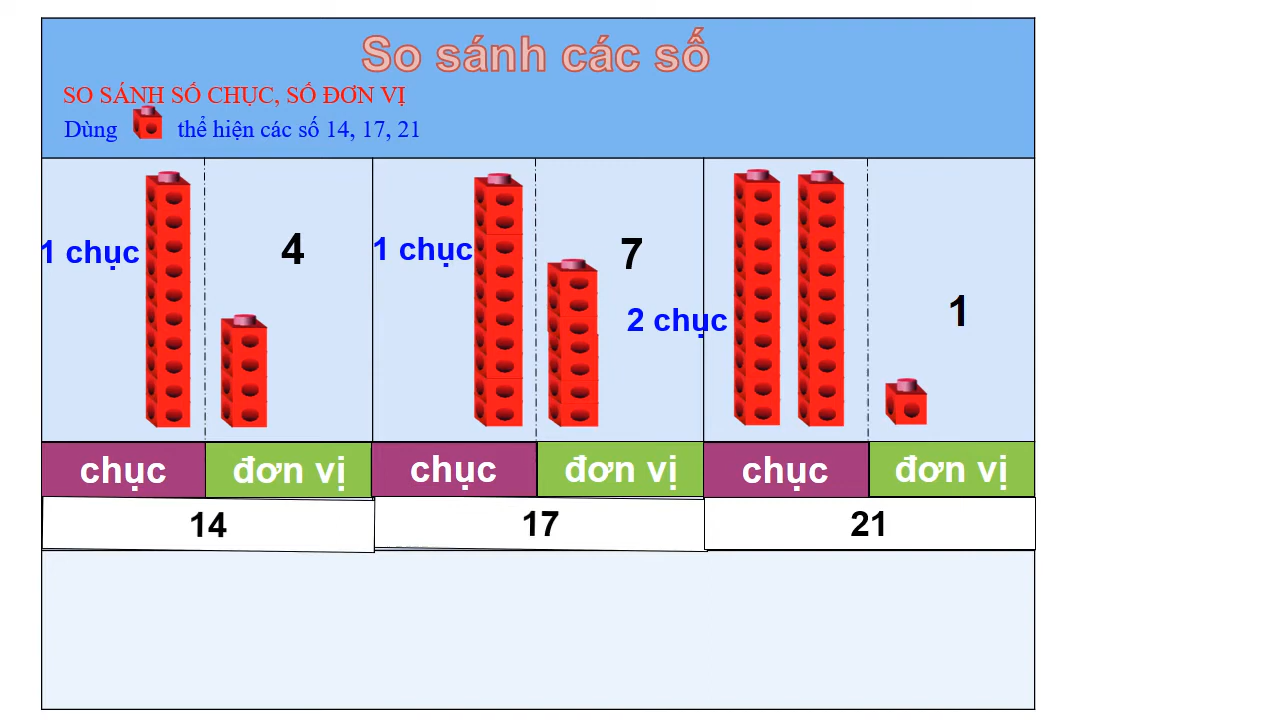 So sánh các số
SO SÁNH SỐ CHỤC, SỐ ĐƠN VỊ
Dùng thể hiện các số 14, 17, 21
1 chục
4
1 chục
7
2 chục
1
chục
đơn vị
chục
đơn vị
chục
đơn vị
14
17
21